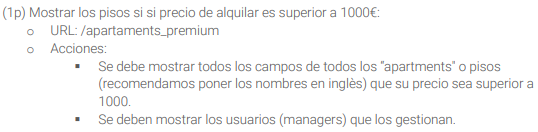 (1p) Mostrar los pisos si si precio de alquilar es superior a 1000€:
o URL: /apartaments_premium
o Acciones:
▪ Se debe mostrar todos los campos de todos los "apartments" o pisos
(recomendamos poner los nombres en inglès) que su precio sea superior a
1000.
▪ Se deben mostrar los usuarios (managers) que los gestionan.